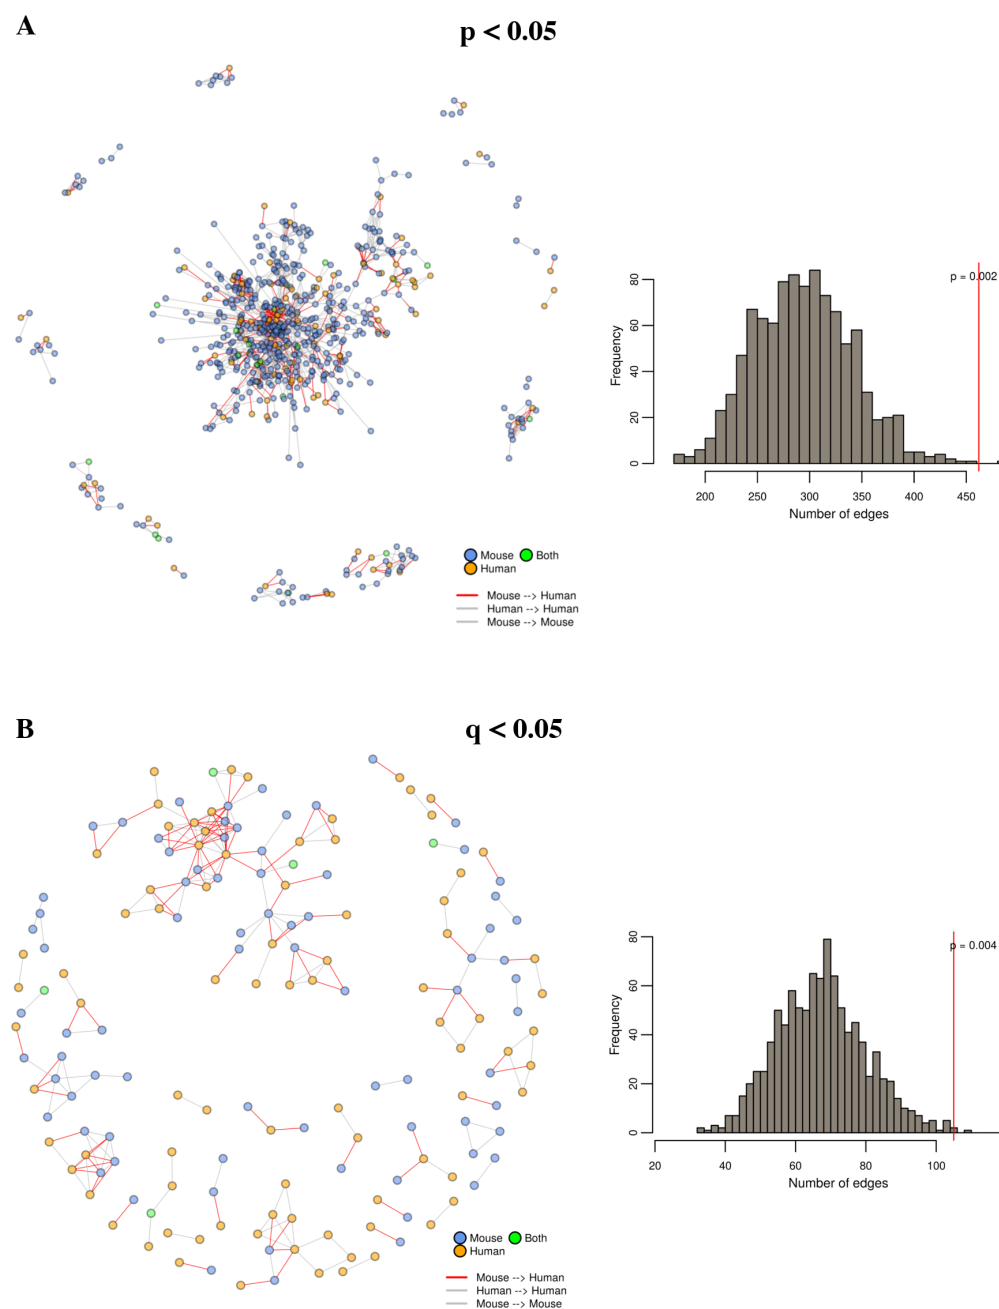 A
p < 0.05
p = 0.002
Frequency
0
20
40
60
80
200
250
300
350
400
450
Number of edges
Mouse
Both
Human
Mouse --> Human
Human --> Human
Mouse --> Mouse
B
q < 0.05
p = 0.004
Frequency
0
20
40
60
80
20
40
60
80
100
Number of edges
Mouse
Both
Human
Mouse --> Human
Human --> Human
Mouse --> Mouse